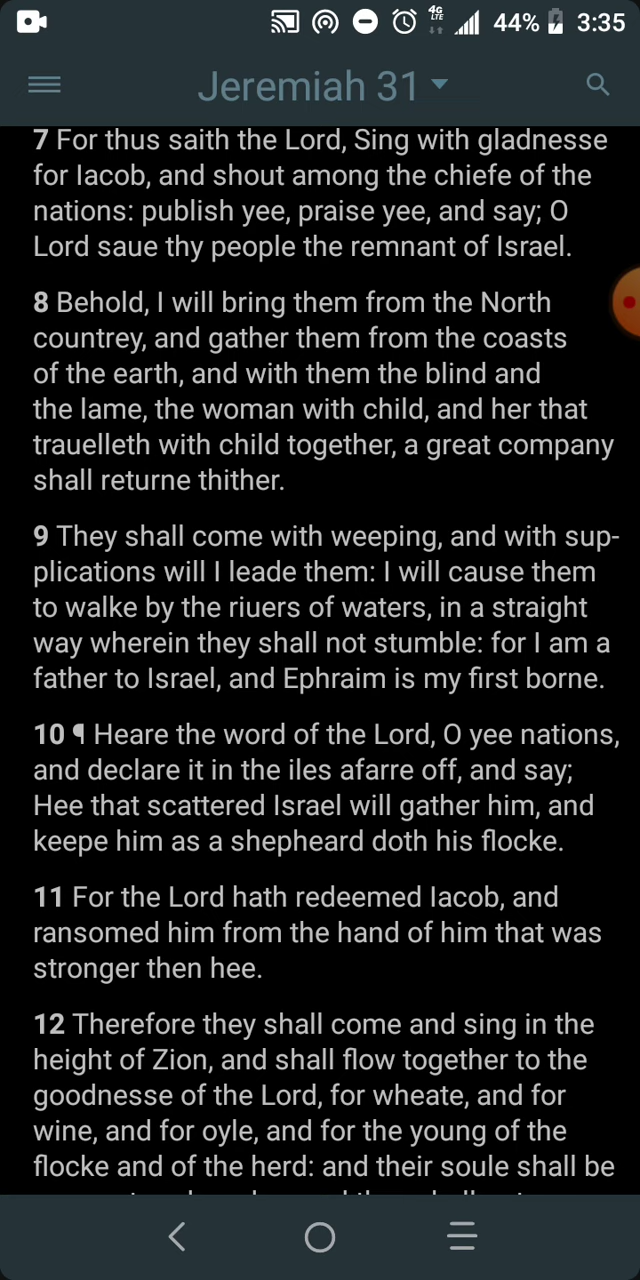 4G
LTE
44%
3:35
Jeremiah 31
7 For thus saith the Lord, Sing with gladnesse
for Iacob, and shout among the chiefe of the
nations: publish yee, praise yee, and say; O
Lord saue thy people the remnant of Israel.
8 Behold, I will bring them from the North
countrey, and gather them from the coasts
of the earth, and with them the blind and
the lame, the woman with child, and her that
trauelleth with child together, a great company
shall returne thither.
9 They shall come with weeping, and with sup-
plications will I leade them: I will cause them
to walke by the riuers of waters, in a straight
way wherein they shall not stumble: for I am a
father to Israel, and Ephraim is my first borne.
10 ¶ Heare the word of the Lord, O yee nations,
and declare it in the iles afarre off, and say;
Hee that scattered Israel will gather him, and
keepe him as a shepheard doth his flocke.
11 For the Lord hath redeemed Iacob, and
ransomed him from the hand of him that was
stronger then hee.
12 Therefore they shall come and sing in the
height of Zion, and shall flow together to the
goodnesse of the Lord, for wheate, and for
wine, and for oyle, and for the young of the
flocke and of the herd: and their soule shall be